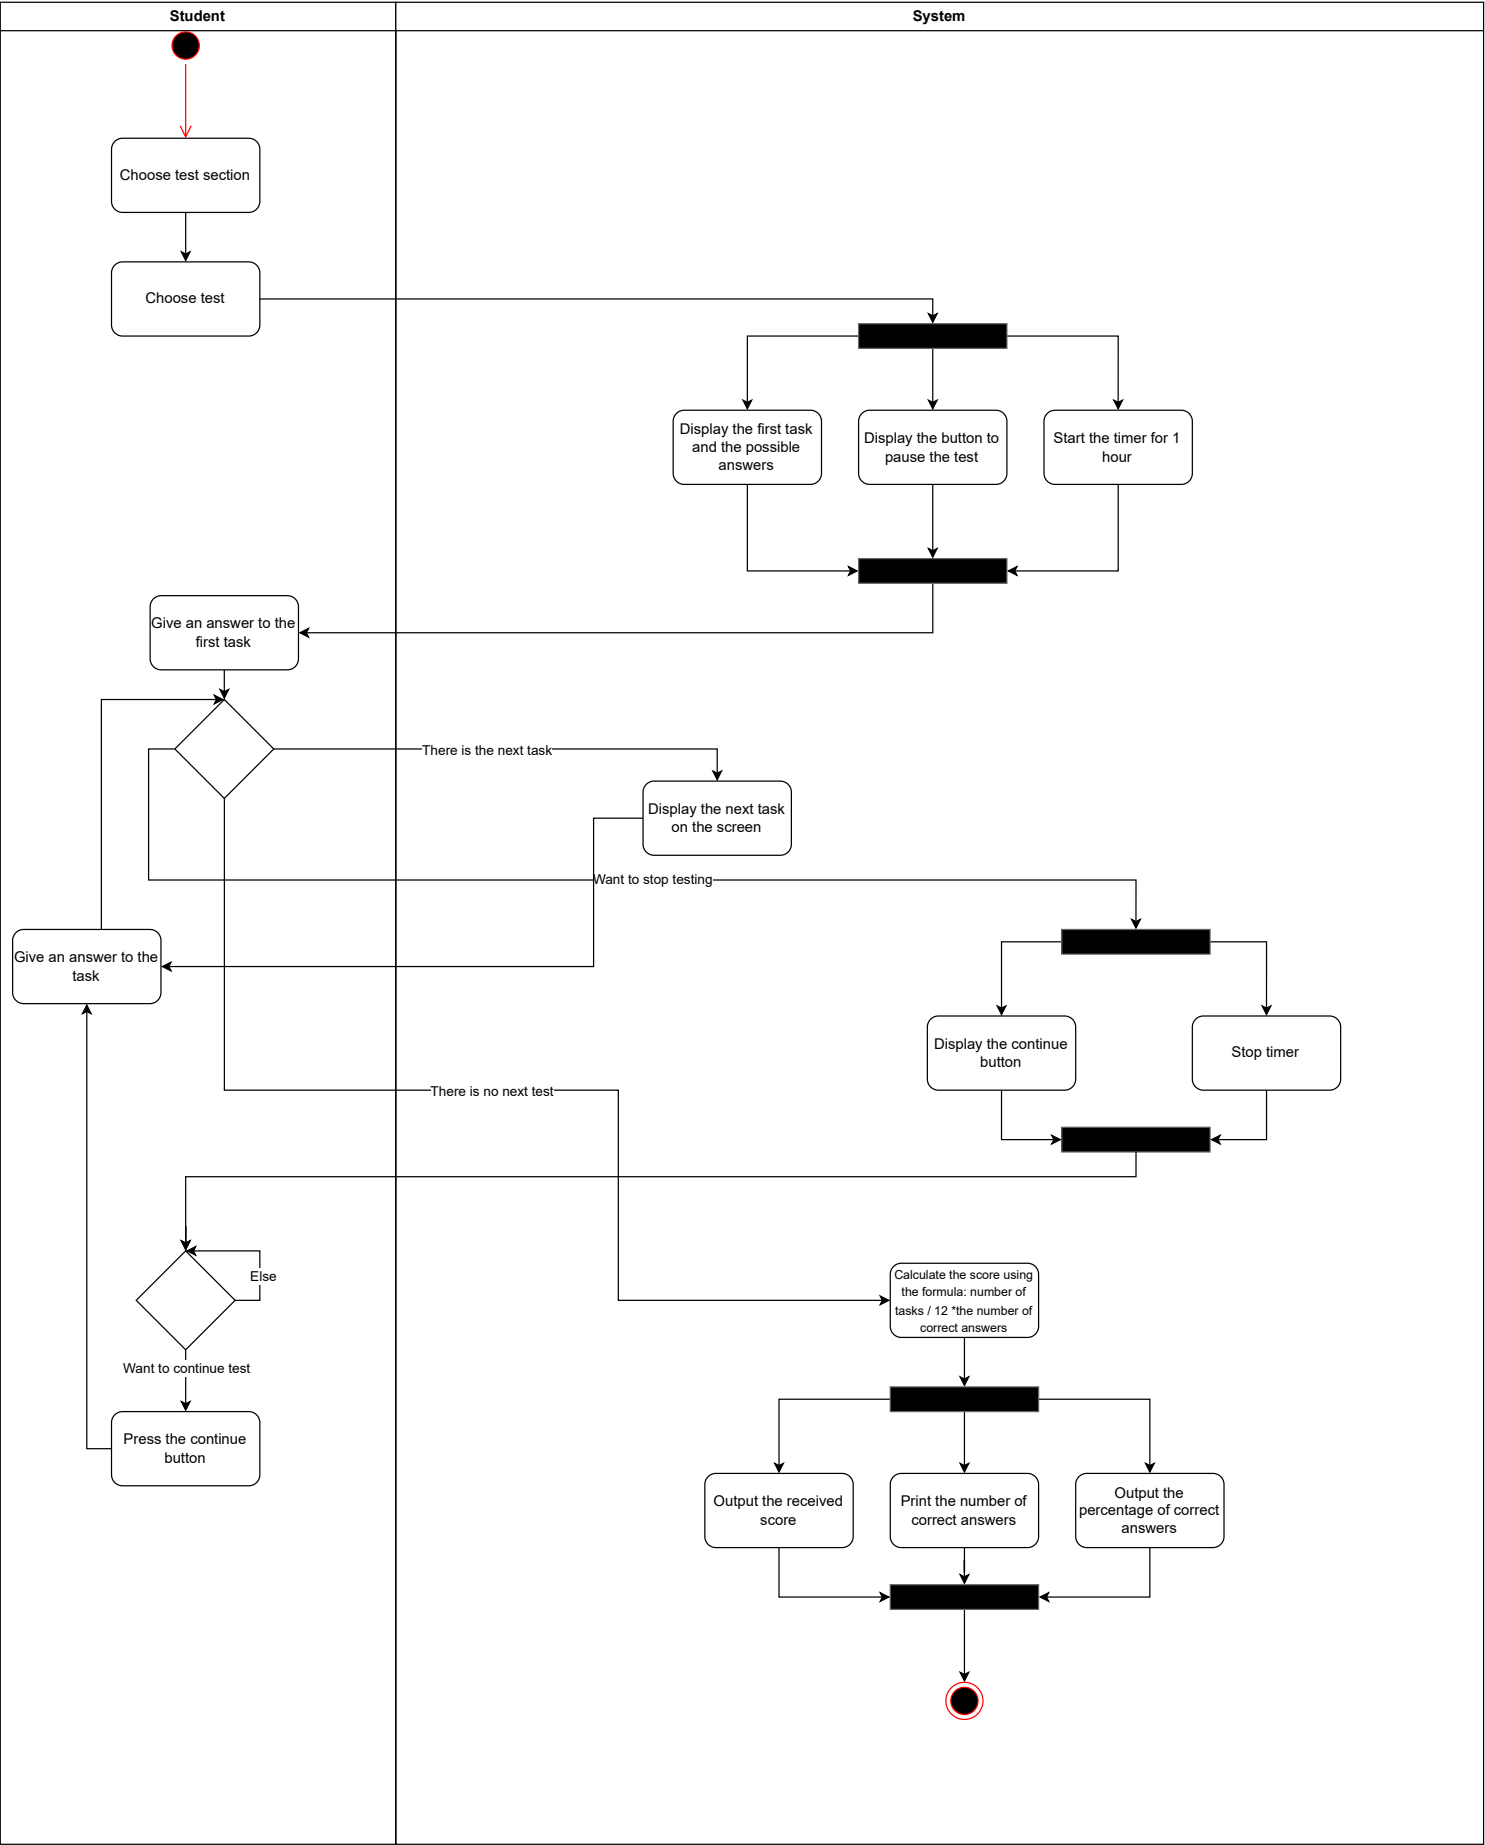 Student
System
Choose test section
Choose test
Display the first task
and the possible
answers
Display the button to
pause the test
Start the timer for 1
hour
Give an answer to the
first task
There is the next task
Display the next task
on the screen
Want to stop testing
Give an answer to the
task
Display the continue
button
Stop timer
There is no next test
Else
Calculate the score using
the formula: number of
tasks / 12 *the number of
correct answers
Want to continue test
Press the continue
button
Output the received
score
Print the number of
correct answers
Output the
percentage of correct
answers